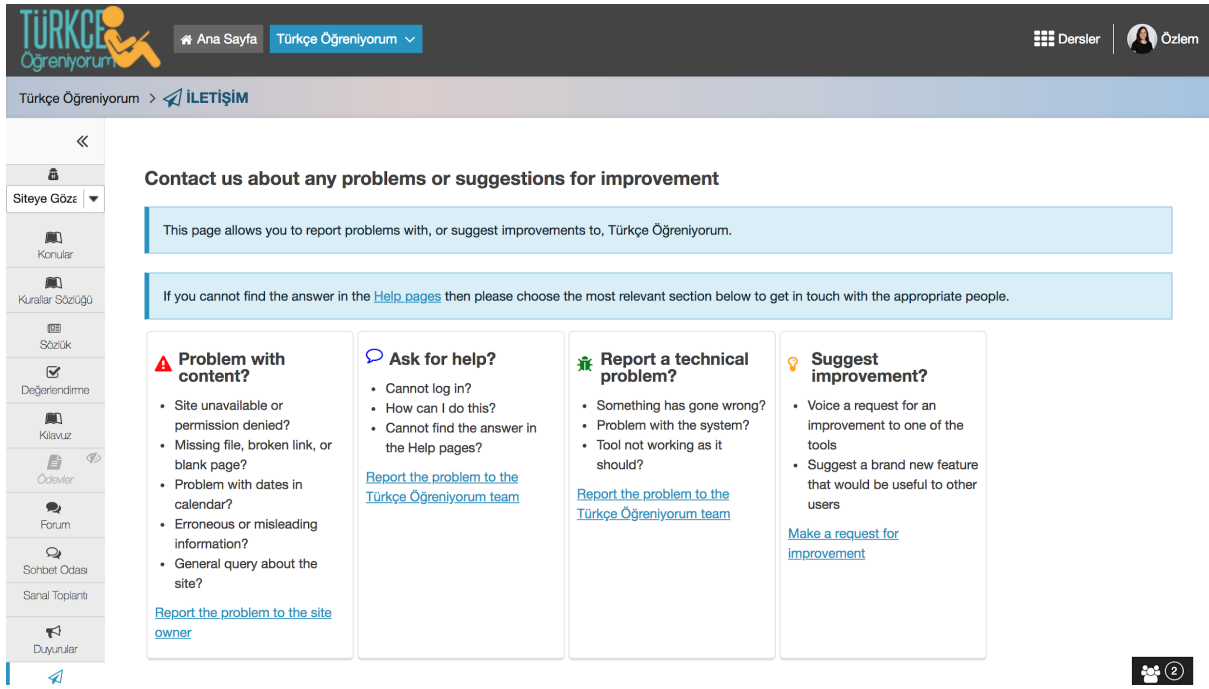 TÜRKÇE
Öğreniyorum
Ana Sayfa
Türkçe Öğreniyorum
Dersler
Özlem
Türkçe Öğreniyorum > İLETİŞİM
Siteye Göza
Konular
Kurallar Sözlüğü
Sözlük
Değerlendirme
Kılavuz
Ödevler
Forum
Sohbet Odası
Sanal Toplantı
Duyurular
Contact us about any problems or suggestions for improvement
This page allows you to report problems with, or suggest improvements to, Türkçe Öğreniyorum.
If you cannot find the answer in the Help pages then please choose the most relevant section below to get in touch with the appropriate people.
Problem with
content?
• Site unavailable or
permission denied?
• Missing file, broken link, or
blank page?
• Problem with dates in
calendar?
• Erroneous or misleading
information?
• General query about the
site?
Report the problem to the site
owner
Ask for help?
• Cannot log in?
• How can I do this?
• Cannot find the answer in
the Help pages?
Report the problem to the
Türkçe Öğreniyorum team
Report a technical
problem?
• Something has gone wrong?
• Problem with the system?
• Tool not working as it
should?
Report the problem to the
Türkçe Öğreniyorum team
Suggest
improvement?
• Voice a request for an
improvement to one of the
tools
• Suggest a brand new feature
that would be useful to other
users
Make a request for
improvement
2